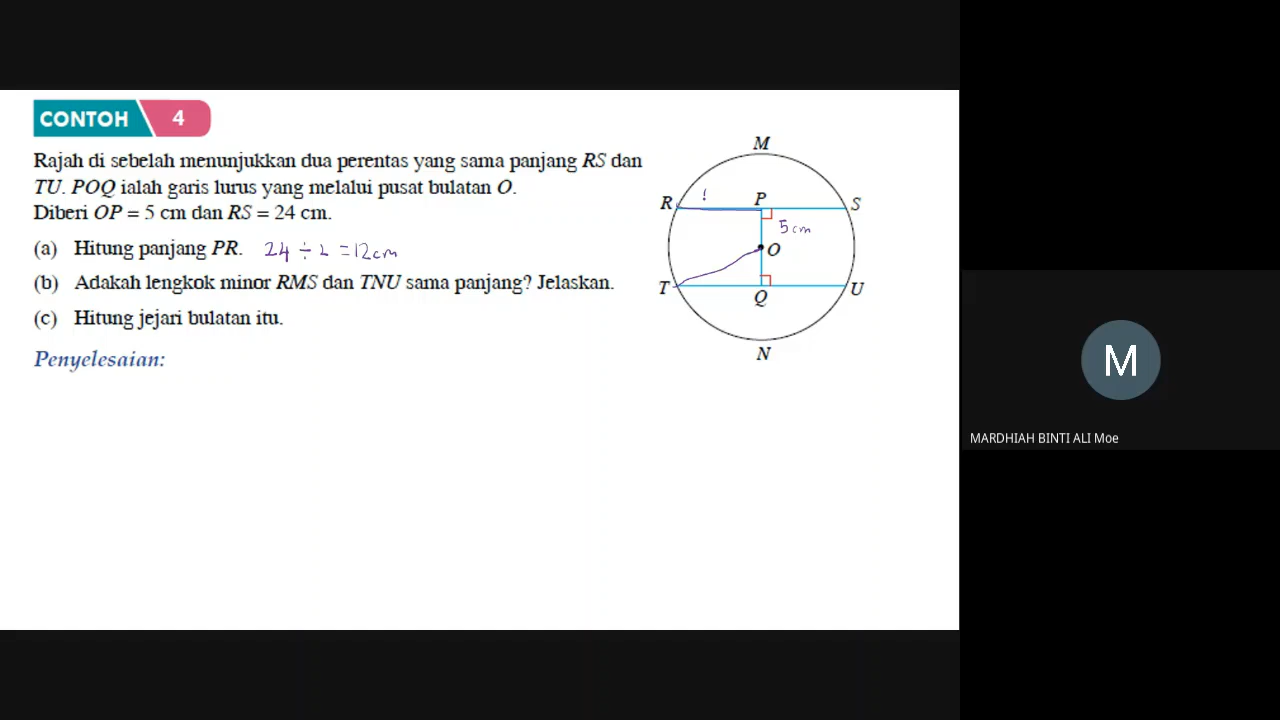 CONTOH 4
Rajah di sebelah menunjukkan dua perentas yang sama panjang RS dan
TU. POQ ialah garis lurus yang melalui pusat bulatan O.
Diberi OP = 5 cm dan RS = 24 cm.
(a) Hitung panjang PR. 24 ÷ 2 = 12cm
(b) Adakah lengkok minor RMS dan TNU sama panjang? Jelaskan.
(c) Hitung jejari bulatan itu.
Penyelesaian:
M
R P S
5cm
O
T Q U
N
M
MARDHIAH BINTI ALI Moe